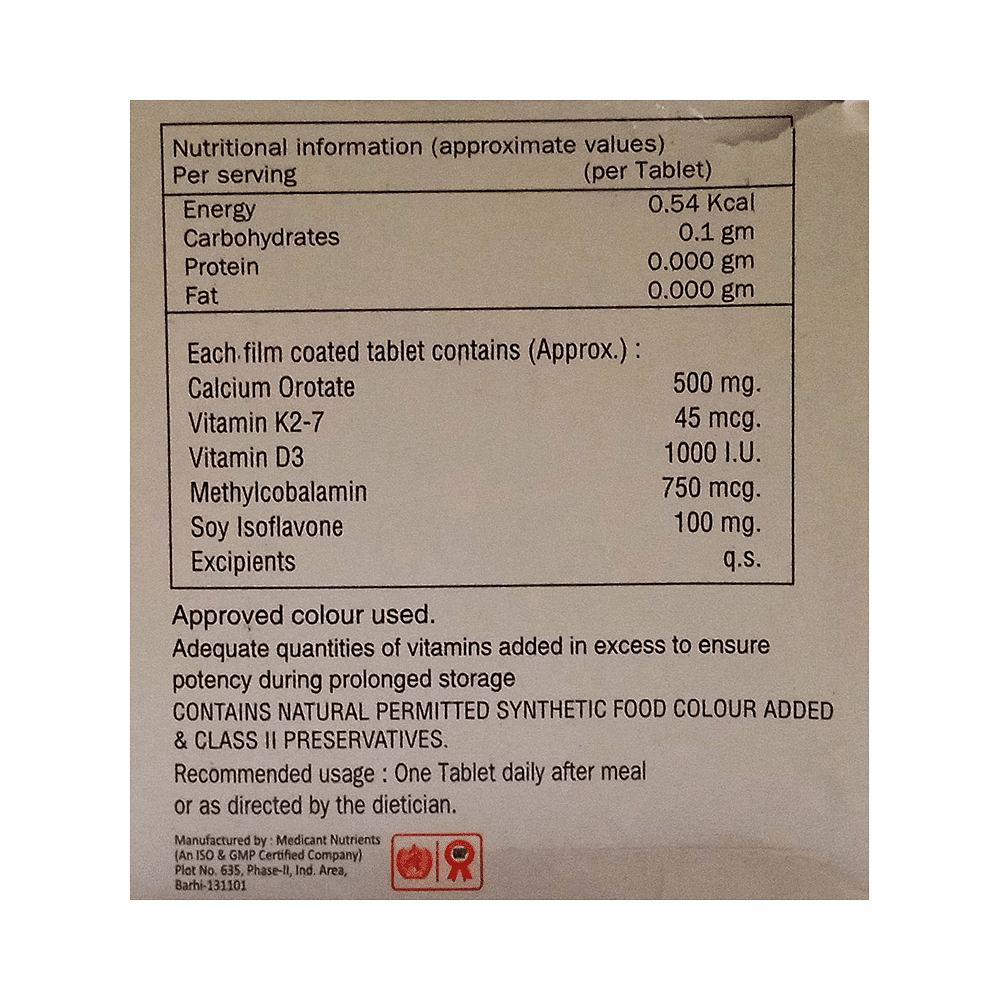 Nutritional information (approximate values)
Per serving (per Tablet)
Energy 0.54 Kcal
Carbohydrates 0.1 gm
Protein 0.000 gm
Fat 0.000 gm
Each film coated tablet contains (Approx.) :
Calcium Orotate 500 mg.
Vitamin K2-7 45 mcg.
Vitamin D3 1000 I.U.
Methylcobalamin 750 mcg.
Soy Isoflavone 100 mg.
Excipients q.s.
Approved colour used.
Adequate quantities of vitamins added in excess to ensure
potency during prolonged storage
CONTAINS NATURAL PERMITTED SYNTHETIC FOOD COLOUR ADDED
& CLASS II PRESERVATIVES.
Recommended usage : One Tablet daily after meal
or as directed by the dietician.
Manufactured by : Medicant Nutrients
(An ISO & GMP Certified Company)
Plot No. 635, Phase-II, Ind. Area,
Barhi-131101